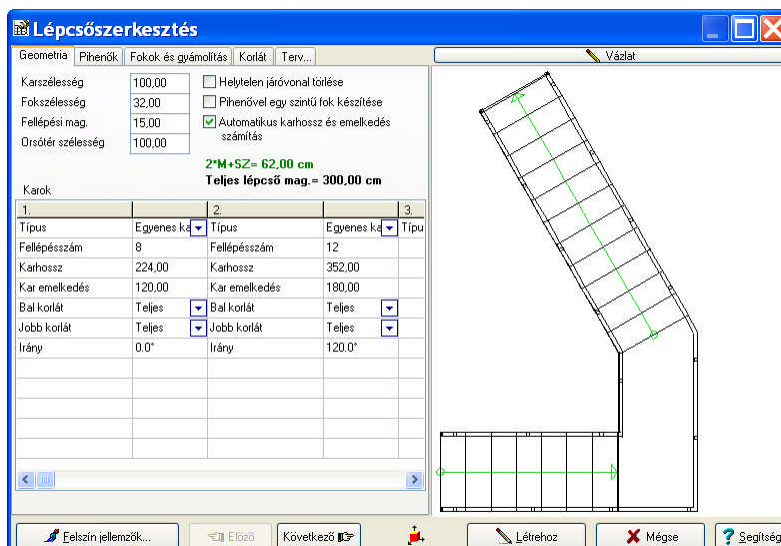 Lépcsőszerkesztés
Geometria Pihenők Fokok és gyámolítás Korlát Terv...
Vázlat
Karszélesség 100,00
Fokszélesség 32,00
Fellépési mag. 15,00
Orsótér szélesség 100,00
Helytelen járóvonal törlése
Pihenővel egy szintű fok készítése
Automatikus karhossz és emelkedés
számítás
2*M+SZ= 62,00 cm
Teljes lépcső mag.= 300,00 cm
Karok
1. 2. 3.
Típus Egyenes ka Típus Egyenes ka Típu
Fellépésszám 8 Fellépésszám 12
Karhossz 224,00 Karhossz 352,00
Kar emelkedés 120,00 Kar emelkedés 180,00
Bal korlát Teljes Bal korlát Teljes
Jobb korlát Teljes Jobb korlát Teljes
Irány 0.0° Irány 120.0°
Felszín jellemzők... Előző Következő Létrehoz Mégse ? Segítség